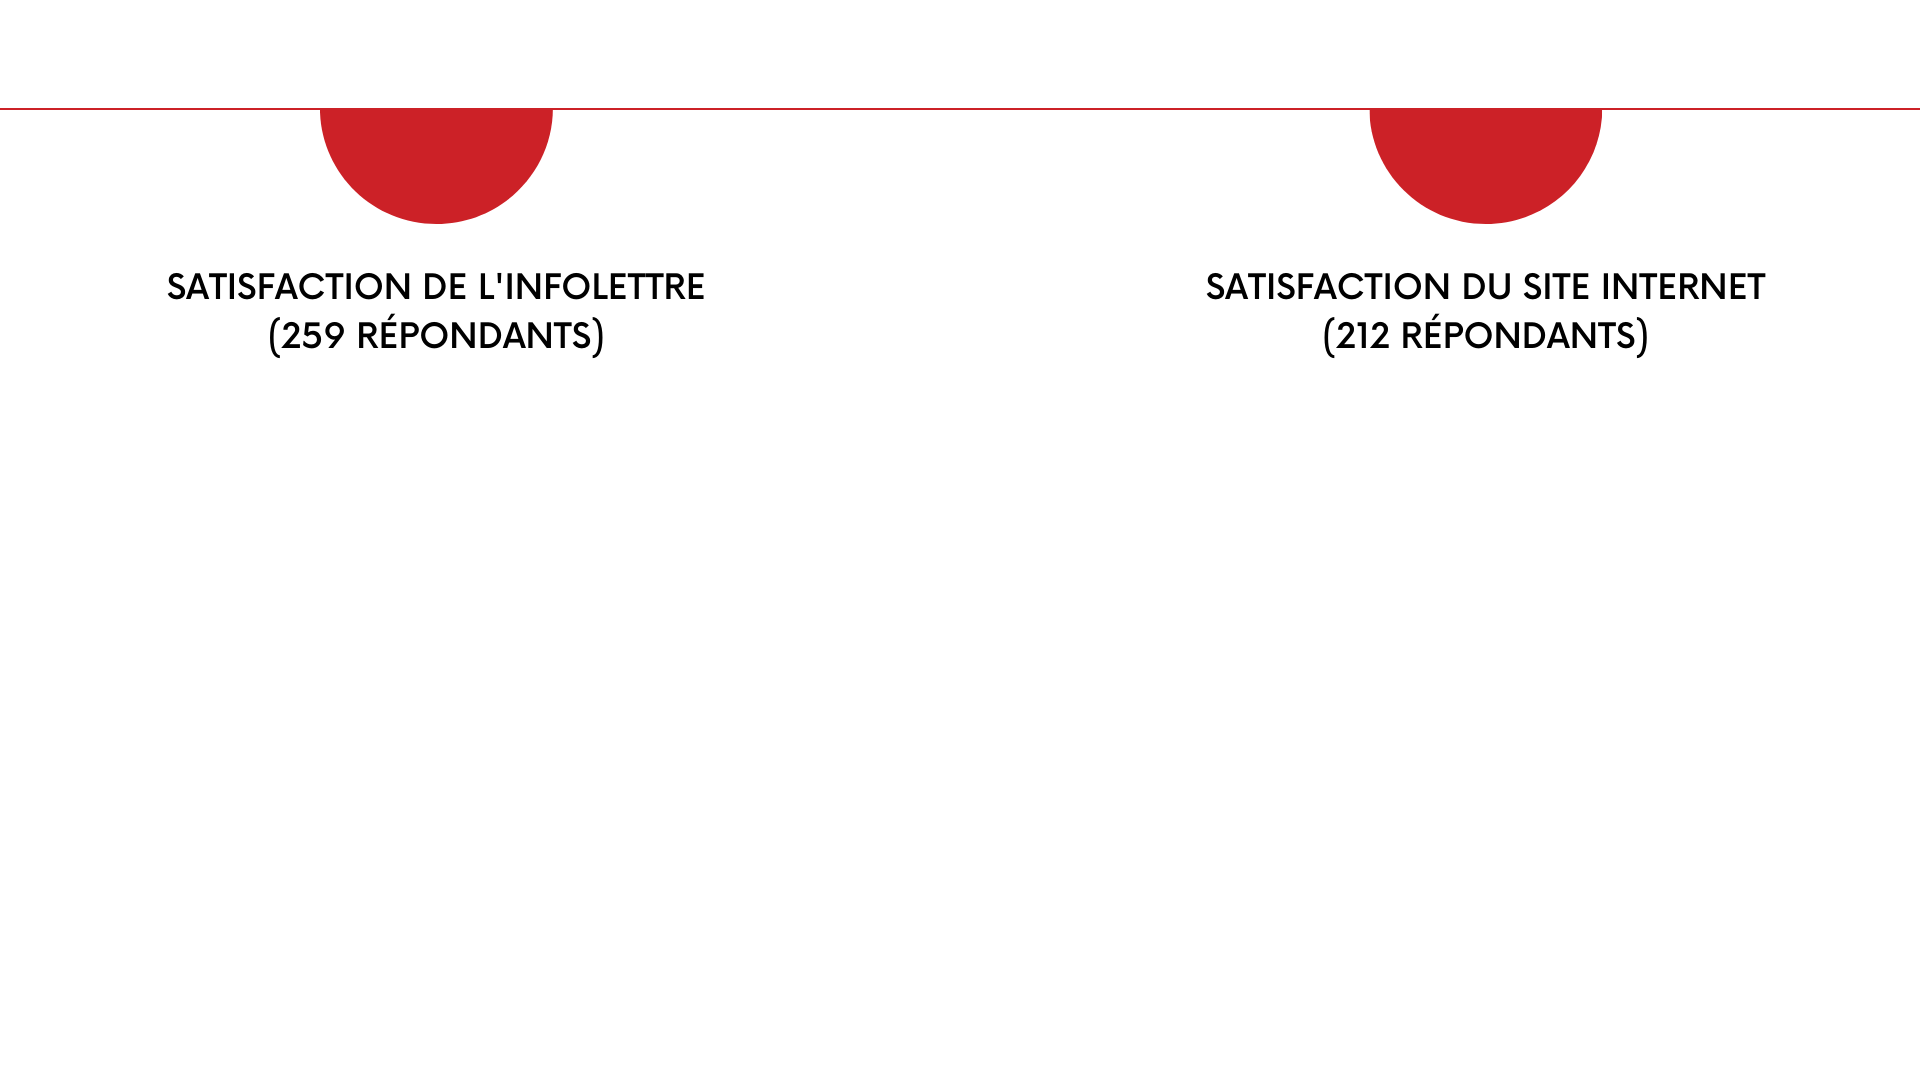 SATISFACTION DE L'INFOLETTRE
(259 RÉPONDANTS)
SATISFACTION DU SITE INTERNET
(212 RÉPONDANTS)